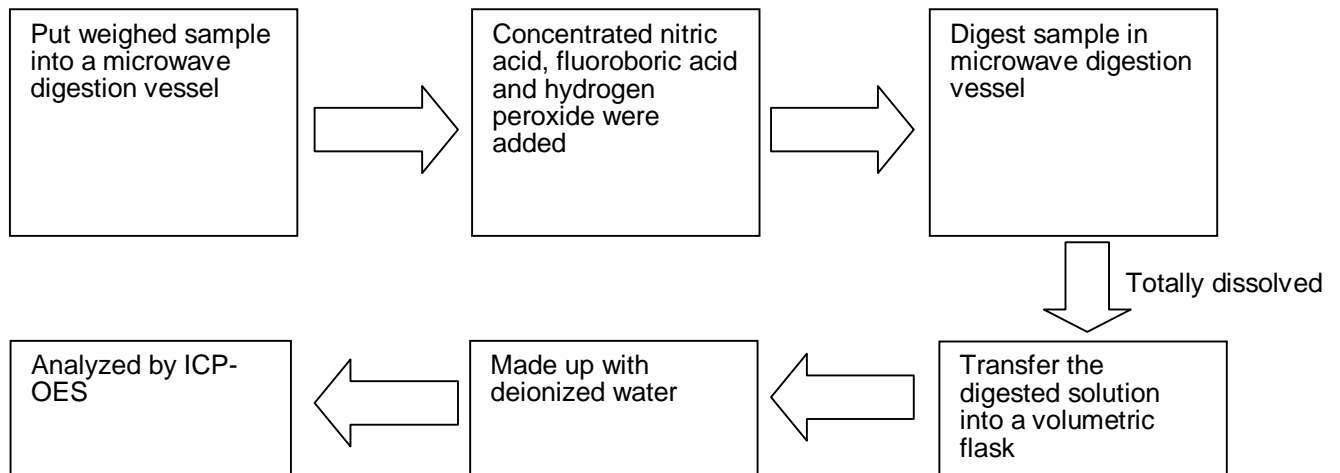 Put weighed sample
into a microwave
digestion vessel
Concentrated nitric
acid, fluoroboric acid
and hydrogen
peroxide were
added
Digest sample in
microwave digestion
vessel
Totally dissolved
Transfer the
digested solution
into a volumetric
flask
Made up with
deionized water
Analyzed by ICP-
OES